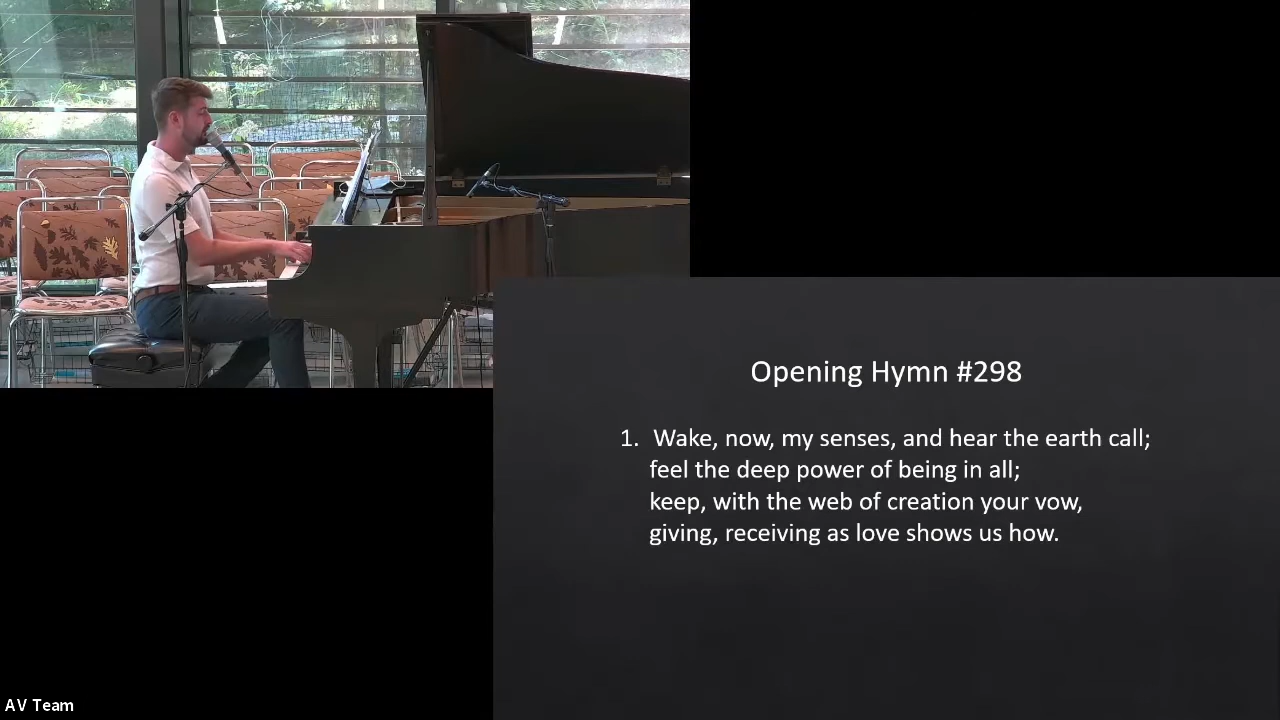 Opening Hymn #298
1. Wake, now, my senses, and hear the earth call;
feel the deep power of being in all;
keep, with the web of creation your vow,
giving, receiving as love shows us how.
AV Team